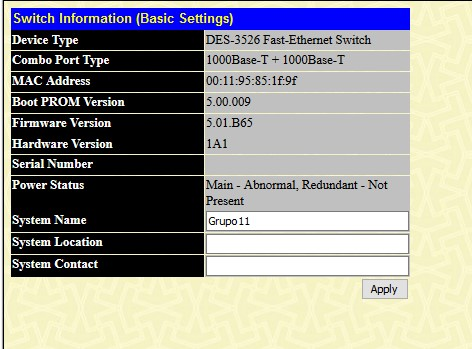 Switch Information (Basic Settings)
Device Type DES-3526 Fast-Ethernet Switch
Combo Port Type 1000Base-T + 1000Base-T
MAC Address 00:11:95:85:1f:9f
Boot PROM Version 5.00.009
Firmware Version 5.01.B65
Hardware Version 1A1
Serial Number
Power Status Main - Abnormal, Redundant - Not
Present
System Name Grupo11
System Location
System Contact
Apply